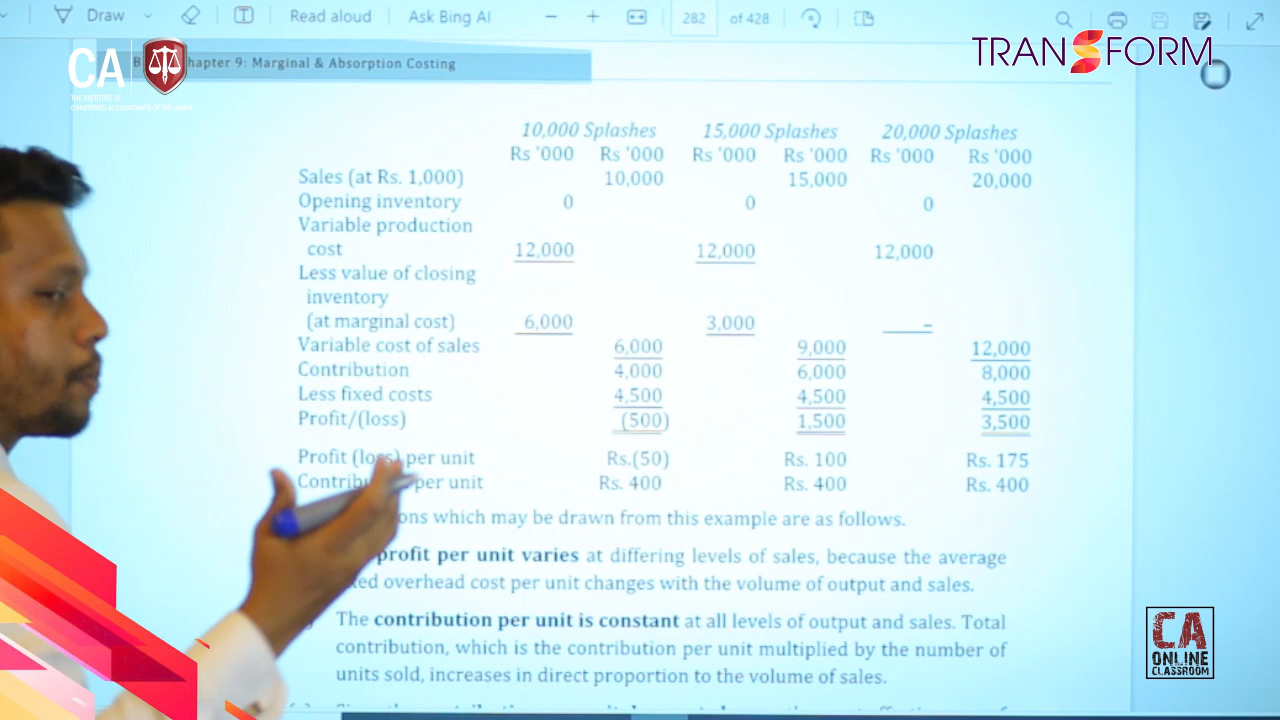 Draw
Read aloud
Ask Bing AI
282
of 428
CA
TRANSFORM
hapter 9: Marginal & Absorption Costing
10,000 Splashes 15,000 Splashes 20,000 Splashes
Rs '000 Rs '000 Rs '000 Rs '000 Rs '000 Rs '000
Sales (at Rs. 1,000) 10,000 15,000 20,000
Opening inventory 0 0 0
Variable production
cost 12,000 12,000 12,000
Less value of closing
inventory
(at marginal cost) 6,000 3,000 –
Variable cost of sales 6,000 9,000 12,000
Contribution 4,000 6,000 8,000
Less fixed costs 4,500 4,500 4,500
Profit/(loss) (500) 1,500 3,500
Profit (loss) per unit Rs.(50) Rs. 100 Rs. 175
per unit Rs. 400 Rs. 400 Rs. 400
ons which may be drawn from this example are as follows.
profit per unit varies at differing levels of sales, because the average
overhead cost per unit changes with the volume of output and sales.
The contribution per unit is constant at all levels of output and sales. Total
contribution, which is the contribution per unit multiplied by the number of
units sold, increases in direct proportion to the volume of sales.
CA
ONLINE
CLASSROOM